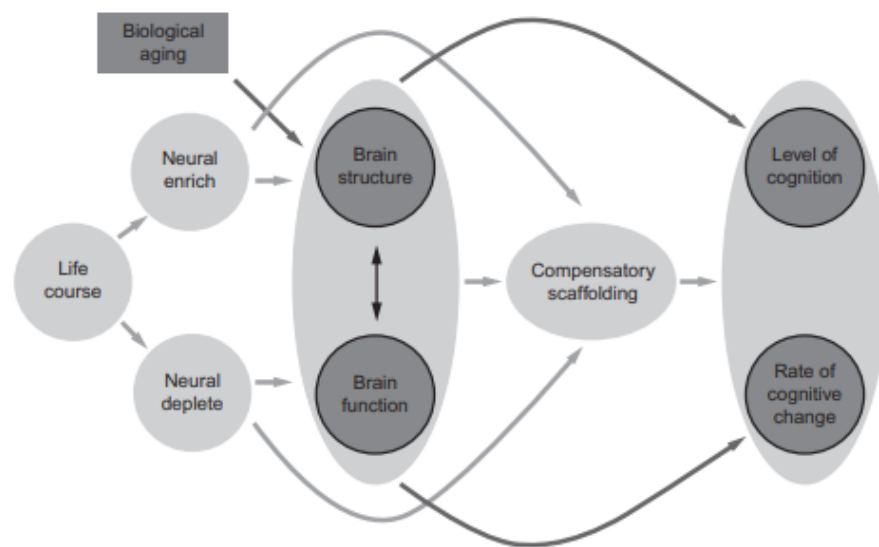 Biological
aging
Neural
enrich
Brain
structure
Level of
cognition
Life
course
Compensatory
scaffolding
Neural
deplete
Brain
function
Rate of
cognitive
change